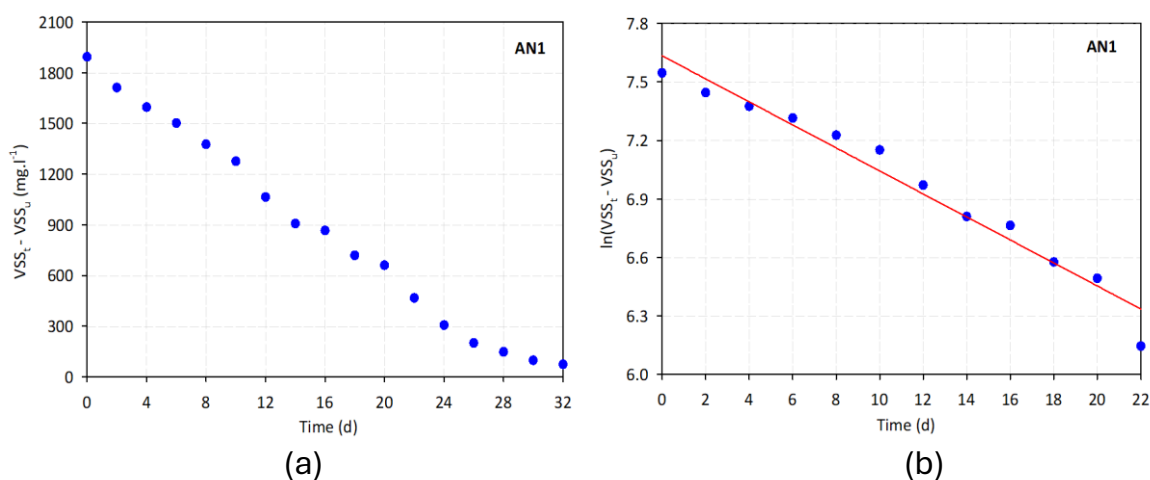 2100
1800
1500
1200
900
600
300
0
VSSₜ - VSSᵤ (mg.l⁻¹)
AN1
0 4 8 12 16 20 24 28 32
Time (d)
(a)
7.8
7.5
7.2
6.9
6.6
6.3
6.0
ln(VSSₜ - VSSᵤ)
AN1
0 2 4 6 8 10 12 14 16 18 20 22
Time (d)
(b)